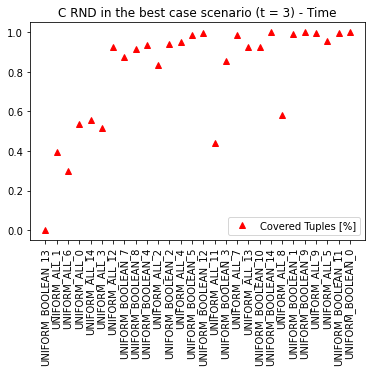 C RND in the best case scenario (t = 3) - Time
1.0
0.8
0.6
0.4
0.2
0.0
Covered Tuples [%]
UNIFORM_BOOLEAN_13
UNIFORM_ALL_1
UNIFORM_ALL_6
UNIFORM_ALL_0
UNIFORM_ALL_14
UNIFORM_ALL_3
UNIFORM_ALL_12
UNIFORM_BOOLEAN_7
UNIFORM_BOOLEAN_8
UNIFORM_BOOLEAN_4
UNIFORM_ALL_2
UNIFORM_BOOLEAN_2
UNIFORM_ALL_4
UNIFORM_BOOLEAN_5
UNIFORM_BOOLEAN_12
UNIFORM_ALL_11
UNIFORM_BOOLEAN_3
UNIFORM_ALL_7
UNIFORM_ALL_13
UNIFORM_BOOLEAN_10
UNIFORM_BOOLEAN_14
UNIFORM_ALL_8
UNIFORM_BOOLEAN_1
UNIFORM_BOOLEAN_9
UNIFORM_ALL_9
UNIFORM_ALL_5
UNIFORM_BOOLEAN_11
UNIFORM_BOOLEAN_0